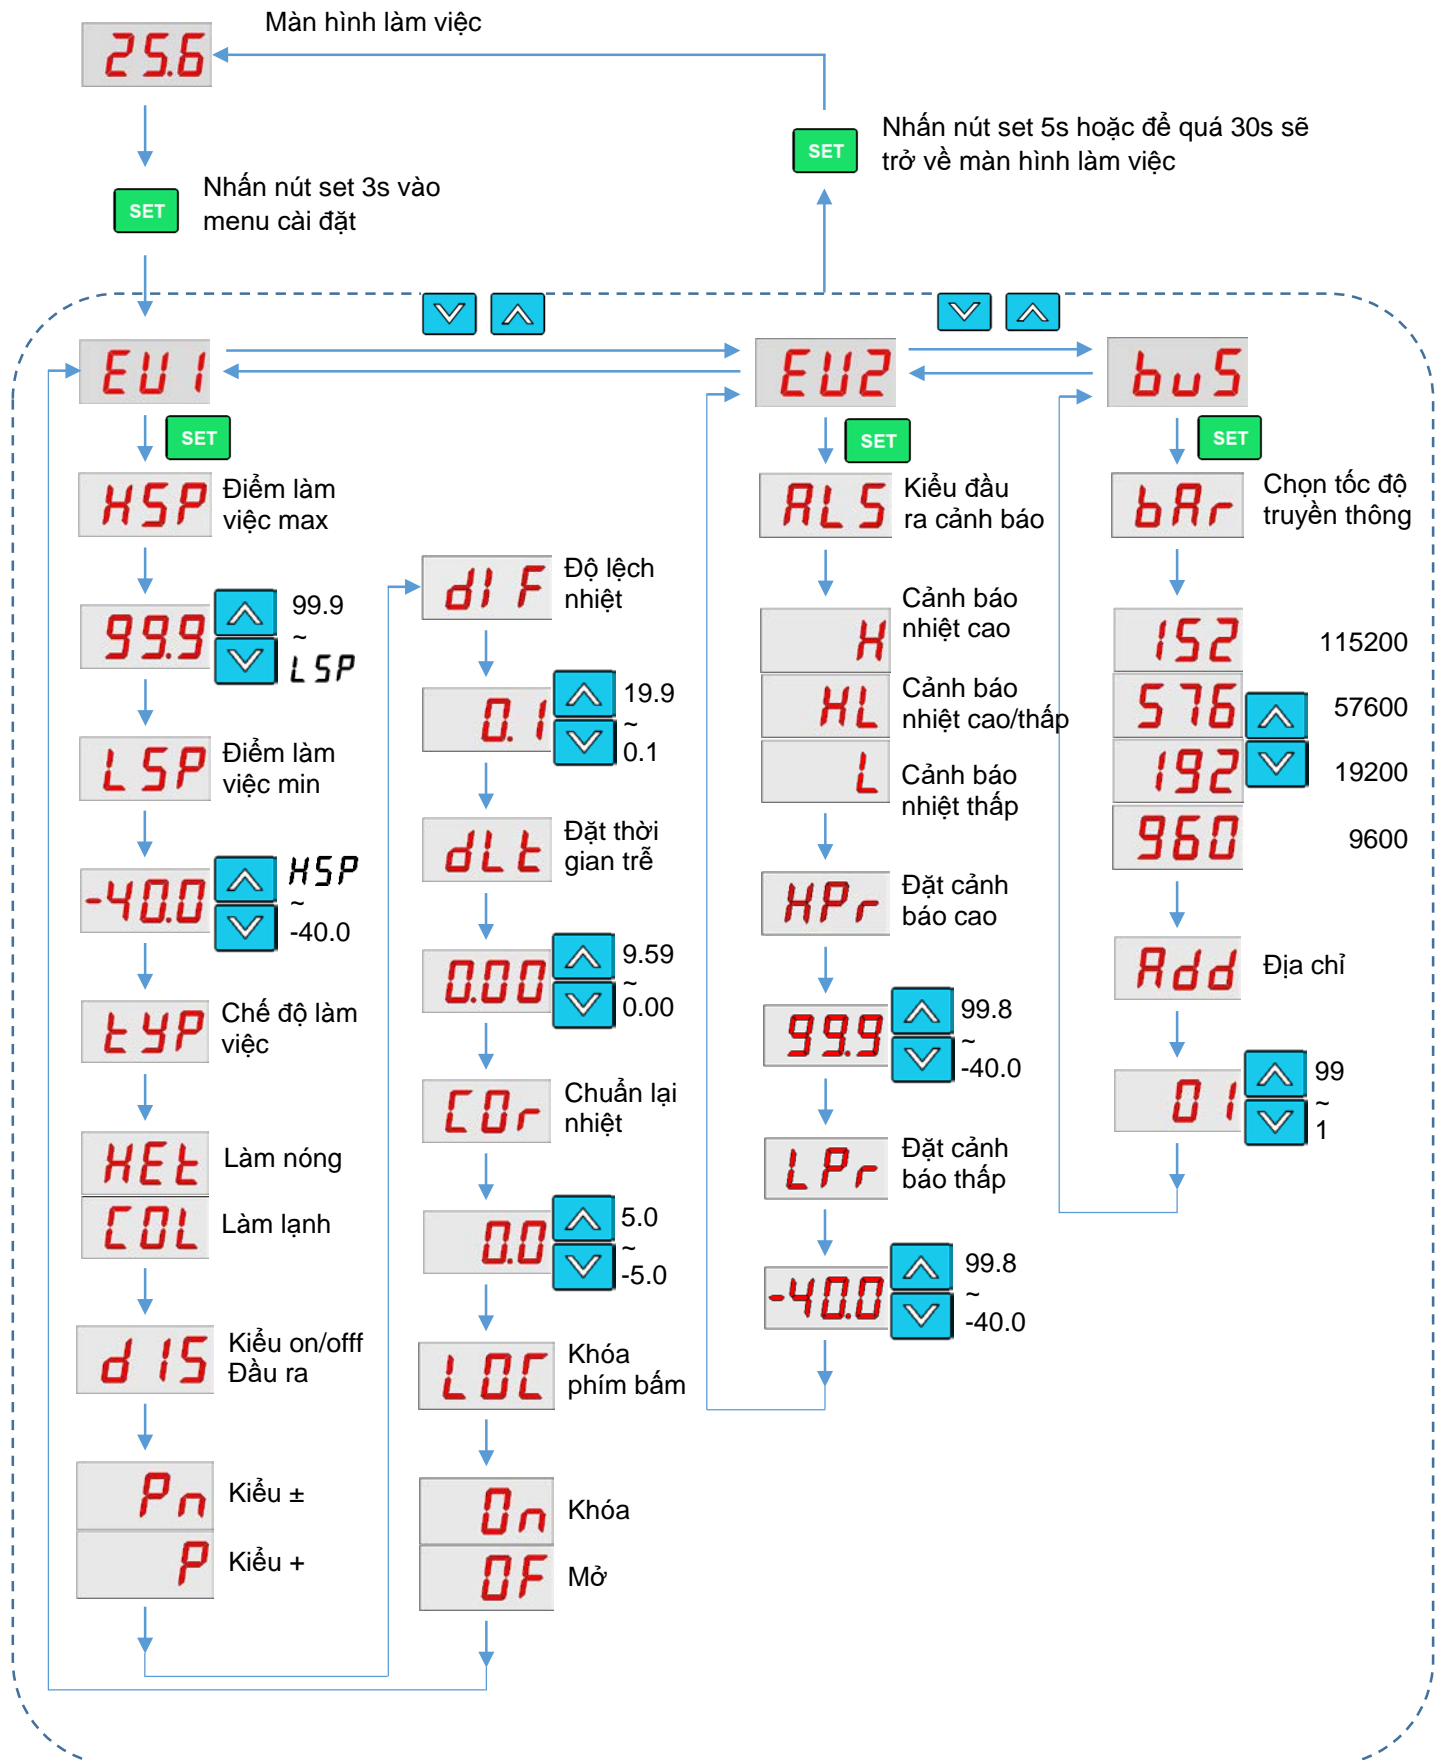 Màn hình làm việc
25.6
SET
Nhấn nút set 5s hoặc để quá 30s sẽ
trở về màn hình làm việc
SET
Nhấn nút set 3s vào
menu cài đặt
EU1
EU2
buS
SET
HSP
Điểm làm
việc max
99.9
99.9
~
LSP
LSP
Điểm làm
việc min
-40.0
HSP
~
-40.0
tYP
Chế độ làm
việc
HEt
Làm nóng
COL
Làm lạnh
dIS
Kiểu on/offf
Đầu ra
Pn
Kiểu ±
P
Kiểu +
dIF
Độ lệch
nhiệt
0.1
19.9
~
0.1
dLt
Đặt thời
gian trễ
0.00
9.59
~
0.00
COr
Chuẩn lại
nhiệt
0.0
5.0
~
-5.0
LOC
Khóa
phím bấm
On
Khóa
OF
Mở
SET
ALS
Kiểu đầu
ra cảnh báo
H
Cảnh báo
nhiệt cao
HL
Cảnh báo
nhiệt cao/thấp
L
Cảnh báo
nhiệt thấp
HPr
Đặt cảnh
báo cao
99.9
99.8
~
-40.0
LPr
Đặt cảnh
báo thấp
-40.0
99.8
~
-40.0
SET
bAr
Chọn tốc độ
truyền thông
152
115200
576
57600
192
19200
960
9600
Add
Địa chỉ
01
99
~
1